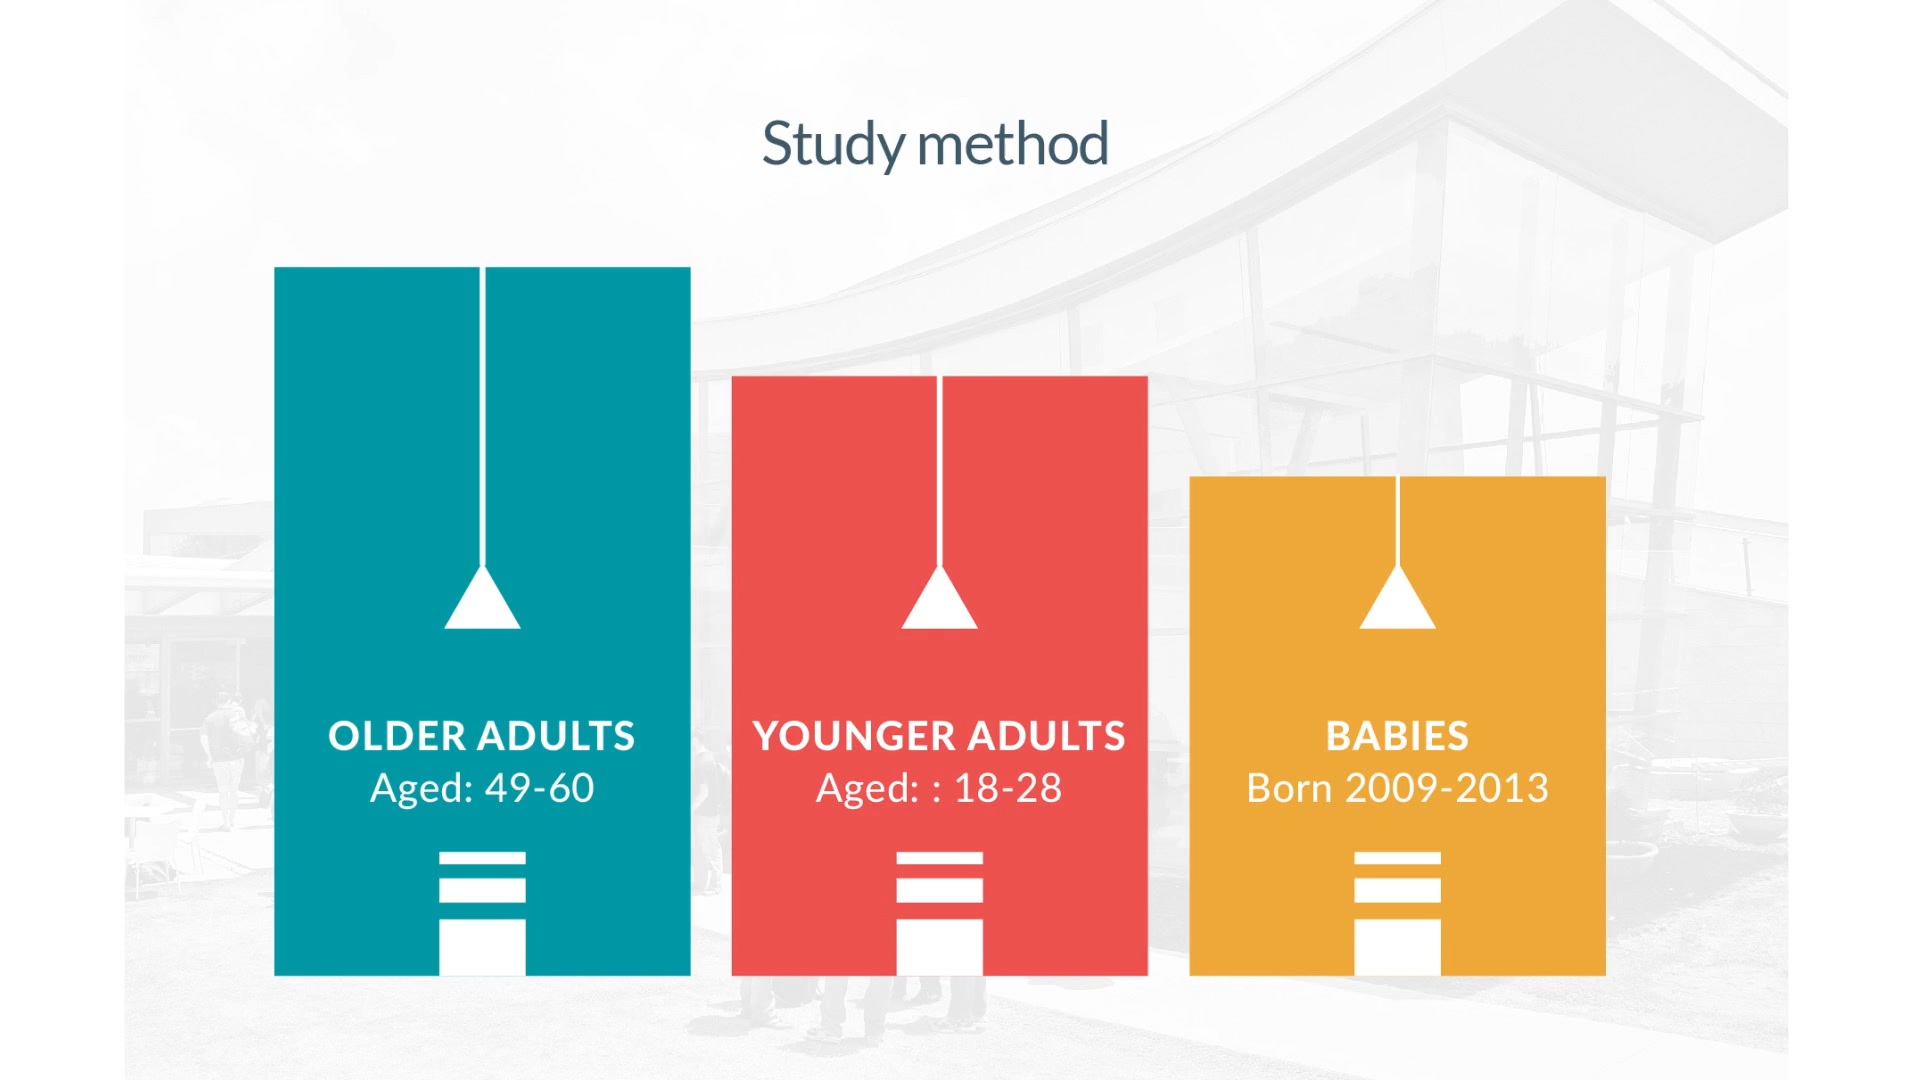 Study method
OLDER ADULTS
Aged: 49-60
YOUNGER ADULTS
Aged: : 18-28
BABIES
Born 2009-2013